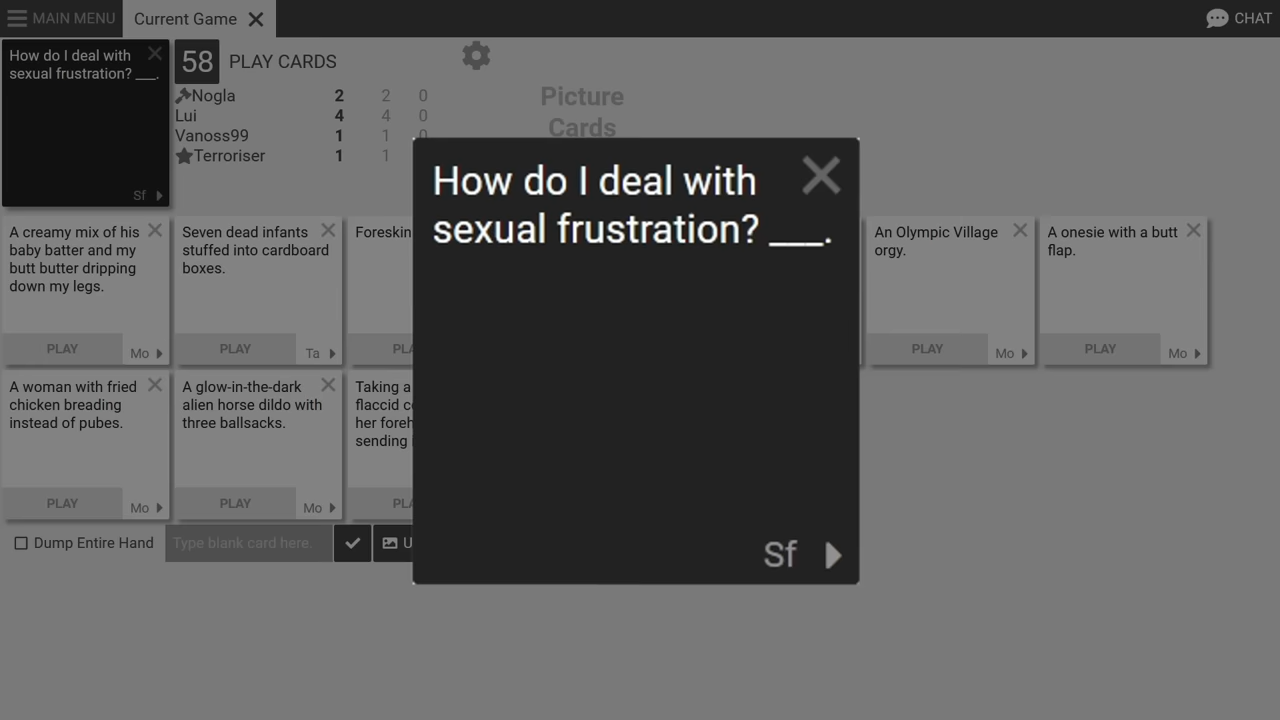 MAIN MENU
Current Game
CHAT
How do I deal with
sexual frustration? ___.
Sf
58 PLAY CARDS
Nogla 2 2 0
Lui 4 4 0
Vanoss99 1 1 0
Terroriser 1 1
Picture
Cards
How do I deal with
sexual frustration? ___.
Sf
A creamy mix of his
baby batter and my
butt butter dripping
down my legs.
PLAY Mo
Seven dead infants
stuffed into cardboard
boxes.
PLAY Ta
Foreskin
An Olympic Village
orgy.
PLAY Mo
A onesie with a butt
flap.
PLAY Mo
A woman with fried
chicken breading
instead of pubes.
PLAY Mo
A glow-in-the-dark
alien horse dildo with
three ballsacks.
PLAY Mo
Taking a
flaccid
her
sending
Dump Entire Hand
Type blank card here.